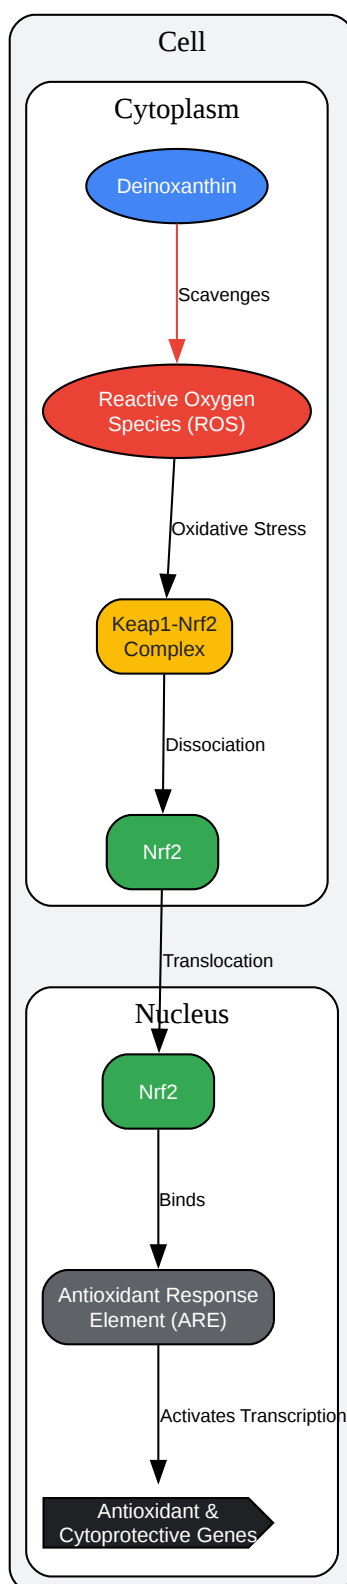 Cell
Cytoplasm
Deinoxanthin
Scavenges
Reactive Oxygen
Species (ROS)
Oxidative Stress
Keap1-Nrf2
Complex
Dissociation
Nrf2
Translocation
Nucleus
Nrf2
Binds
Antioxidant Response
Element (ARE)
Activates Transcription
Antioxidant &
Cytoprotective Genes